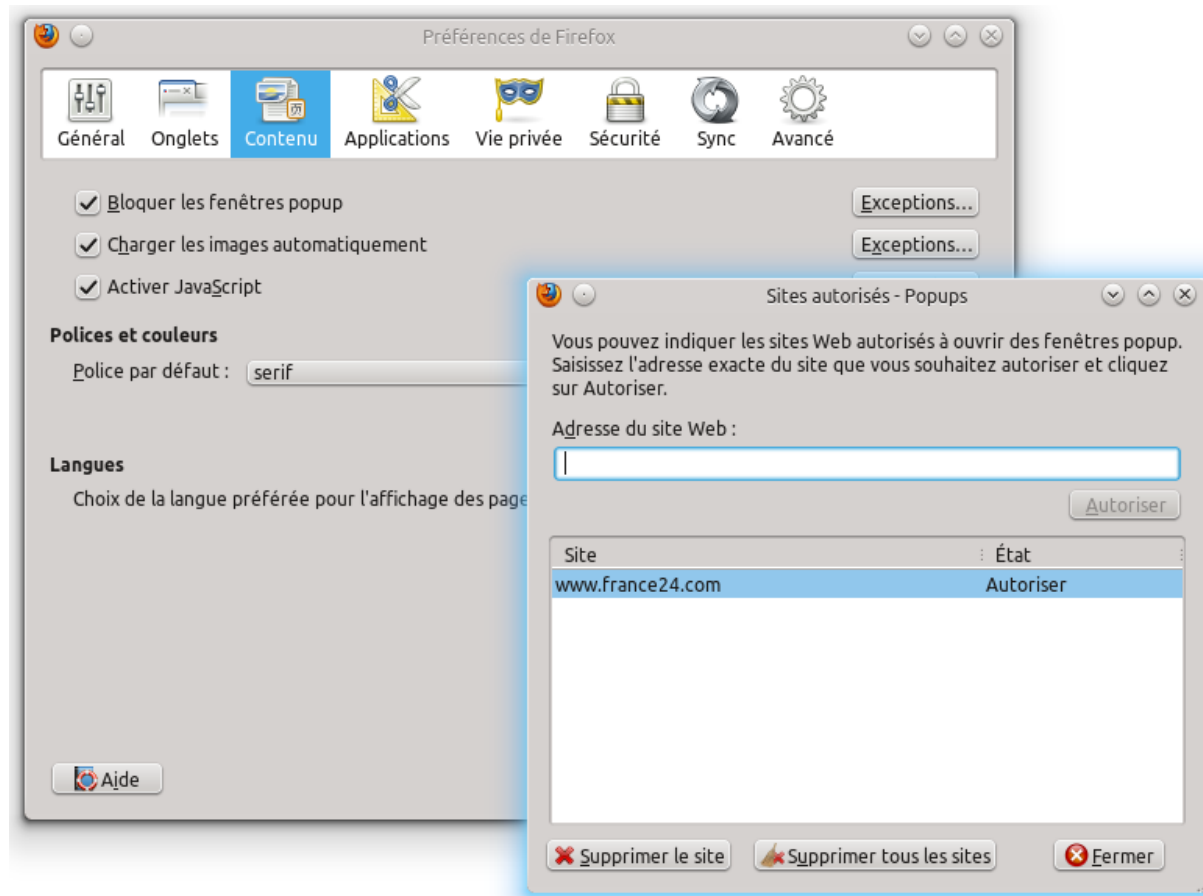 Préférences de Firefox
Général Onglets Contenu Applications Vie privée Sécurité Sync Avancé
Bloquer les fenêtres popup Exceptions...
Charger les images automatiquement Exceptions...
Activer JavaScript
Polices et couleurs
Police par défaut : serif
Langues
Choix de la langue préférée pour l'affichage des page
Aide
Sites autorisés - Popups
Vous pouvez indiquer les sites Web autorisés à ouvrir des fenêtres popup.
Saisissez l'adresse exacte du site que vous souhaitez autoriser et cliquez
sur Autoriser.
Adresse du site Web :
Autoriser
Site État
www.france24.com Autoriser
Supprimer le site Supprimer tous les sites Fermer